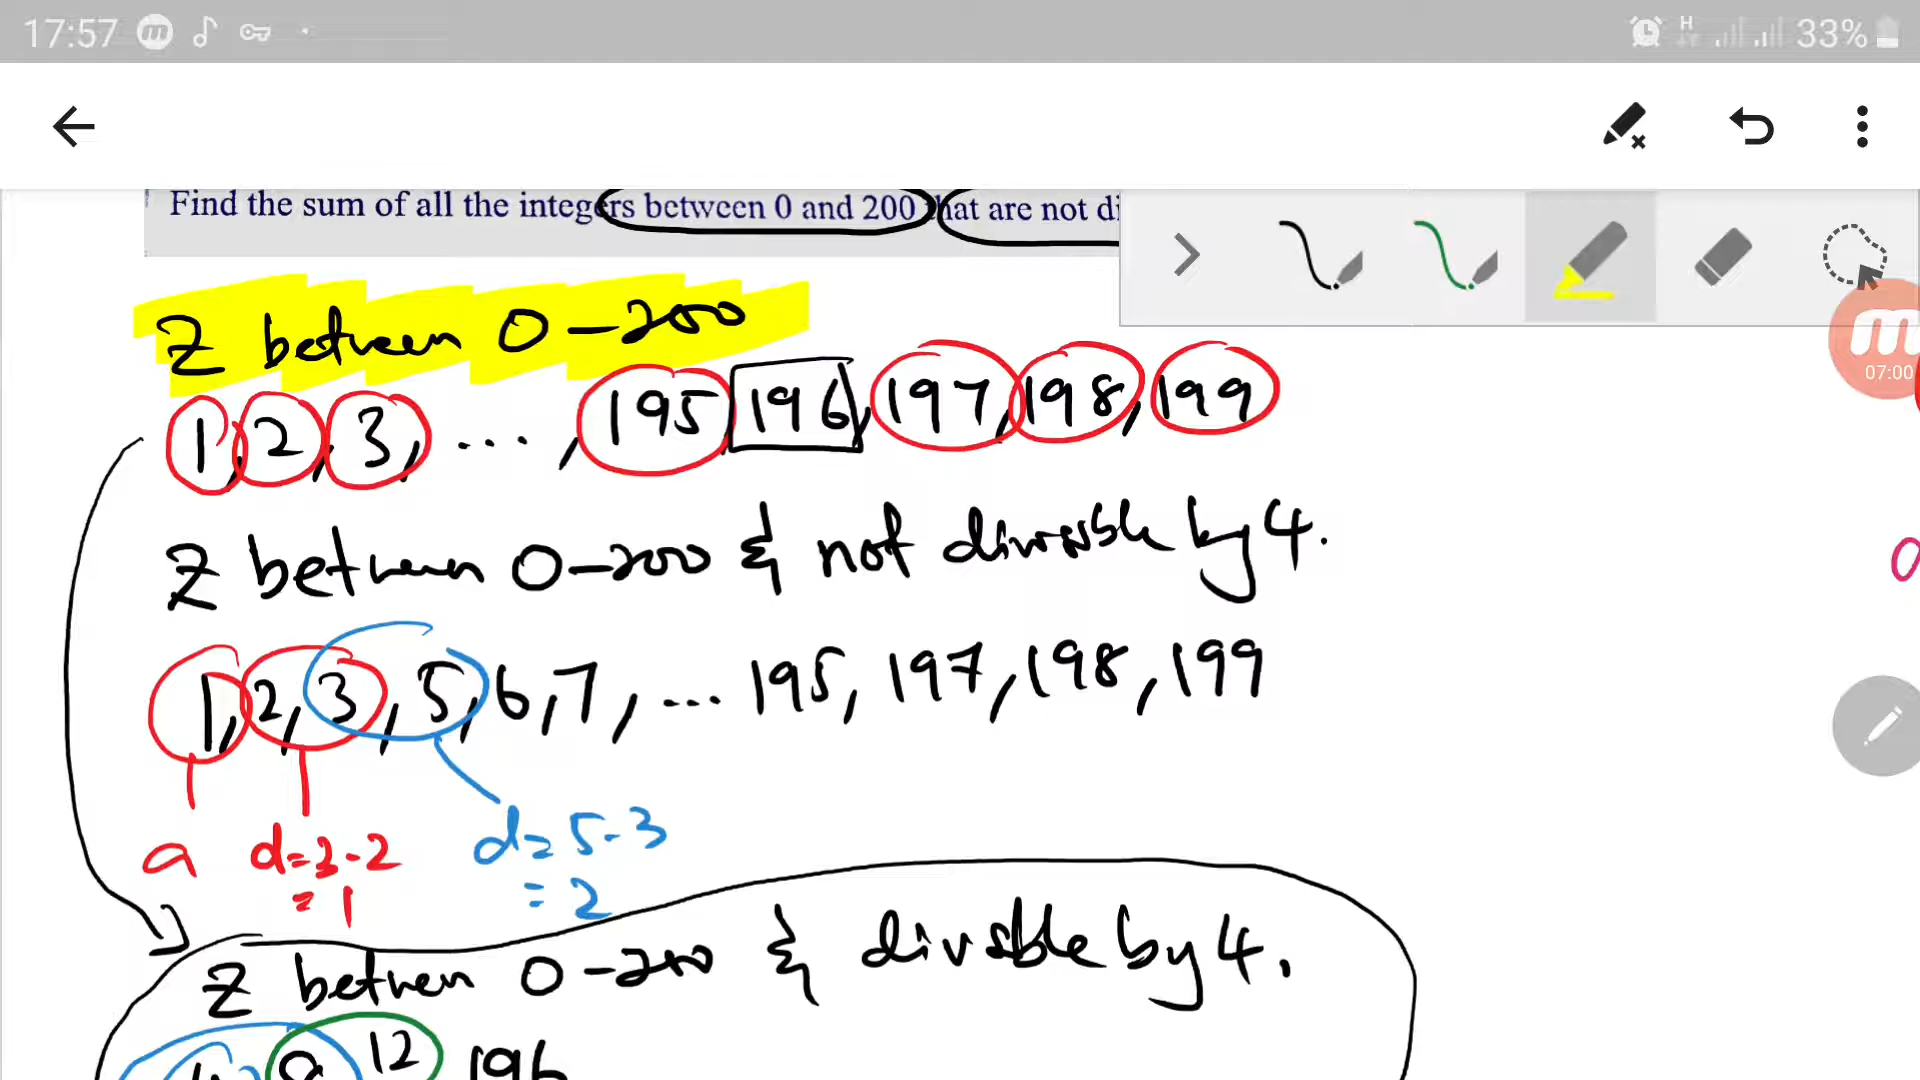 17:57 33%
Find the sum of all the integers between 0 and 200 that are not di
Z between 0-200
1, 2, 3, ..., 195, 196, 197, 198, 199
07:00
Z between 0-200 & not divisible by 4.
1, 2, 3, 5, 6, 7, ... 195, 197, 198, 199
a d=3-2 d=5-3
=1 =2
Z between 0-200 & divisible by 4.
4, 8 12 196